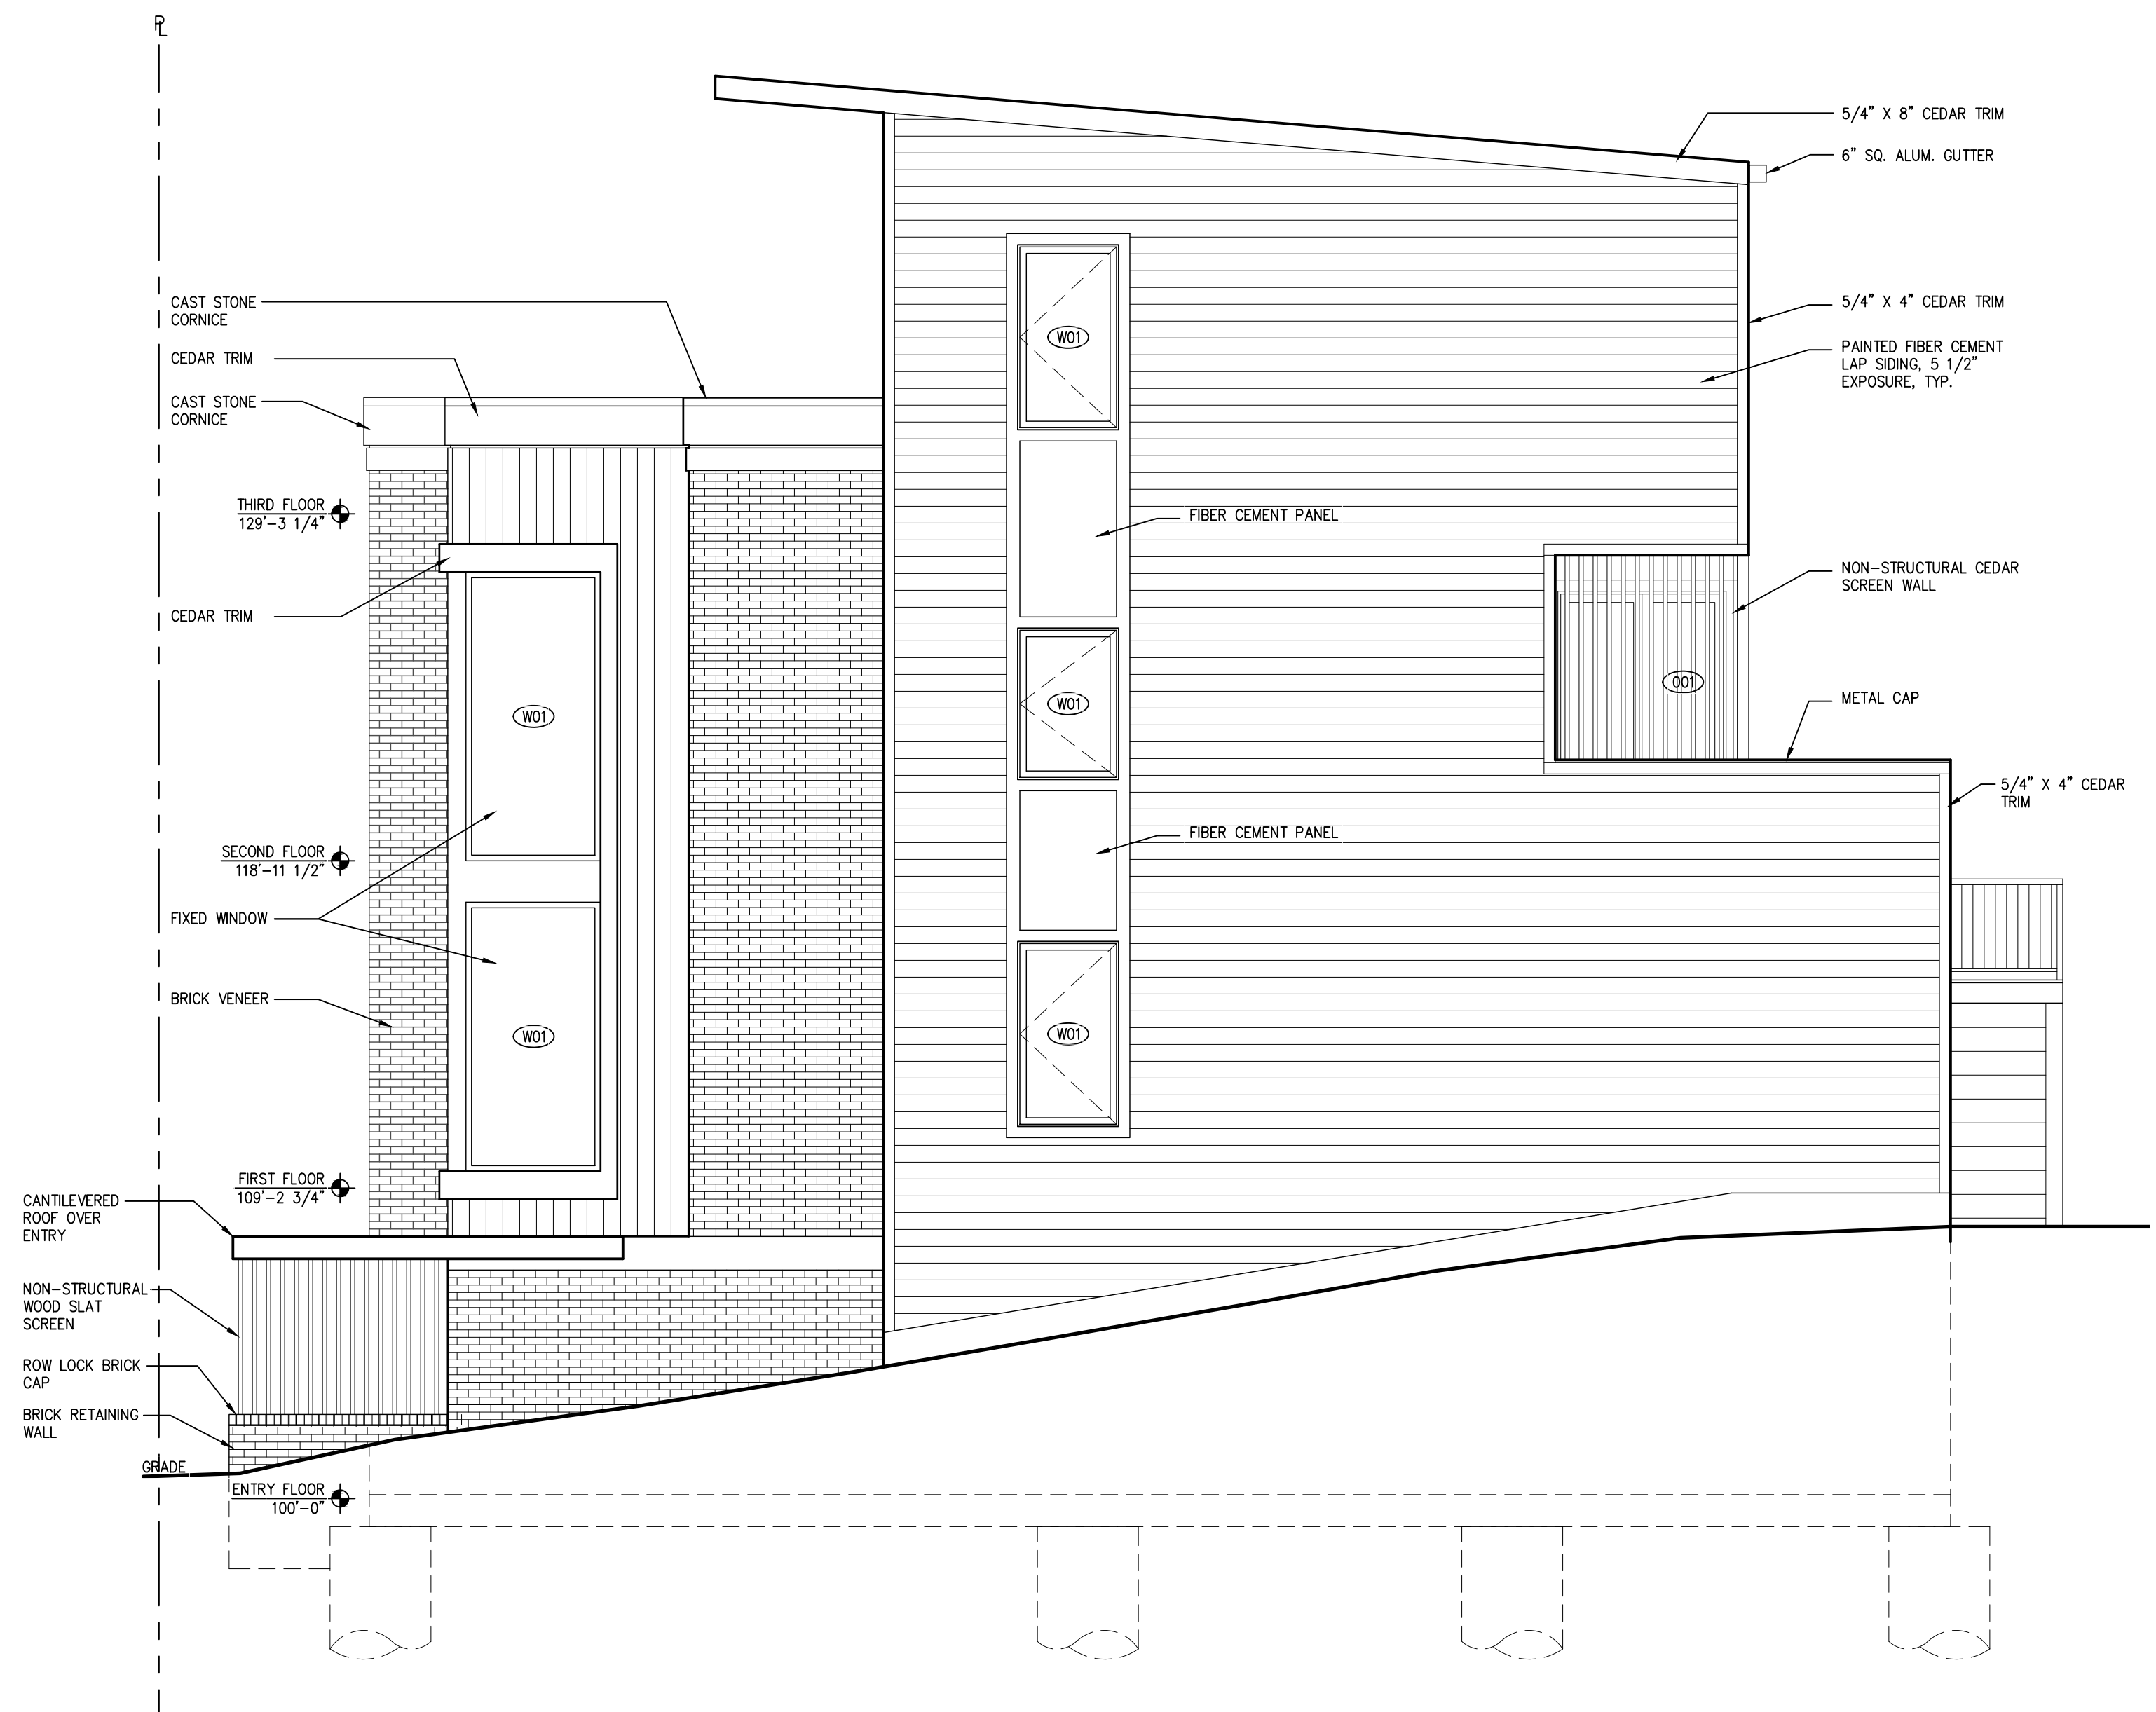 PL
5/4" X 8" CEDAR TRIM
6" SQ. ALUM. GUTTER
CAST STONE
CORNICE
5/4" X 4" CEDAR TRIM
W01
PAINTED FIBER CEMENT
LAP SIDING, 5 1/2"
EXPOSURE, TYP.
CEDAR TRIM
CAST STONE
CORNICE
THIRD FLOOR
129'-3 1/4"
FIBER CEMENT PANEL
NON-STRUCTURAL CEDAR
SCREEN WALL
CEDAR TRIM
001
METAL CAP
W01
W01
5/4" X 4" CEDAR
TRIM
FIBER CEMENT PANEL
SECOND FLOOR
118'-11 1/2"
FIXED WINDOW
BRICK VENEER
W01
W01
FIRST FLOOR
109'-2 3/4"
CANTILEVERED
ROOF OVER
ENTRY
NON-STRUCTURAL
WOOD SLAT
SCREEN
ROW LOCK BRICK
CAP
BRICK RETAINING
WALL
GRADE
ENTRY FLOOR
100'-0"